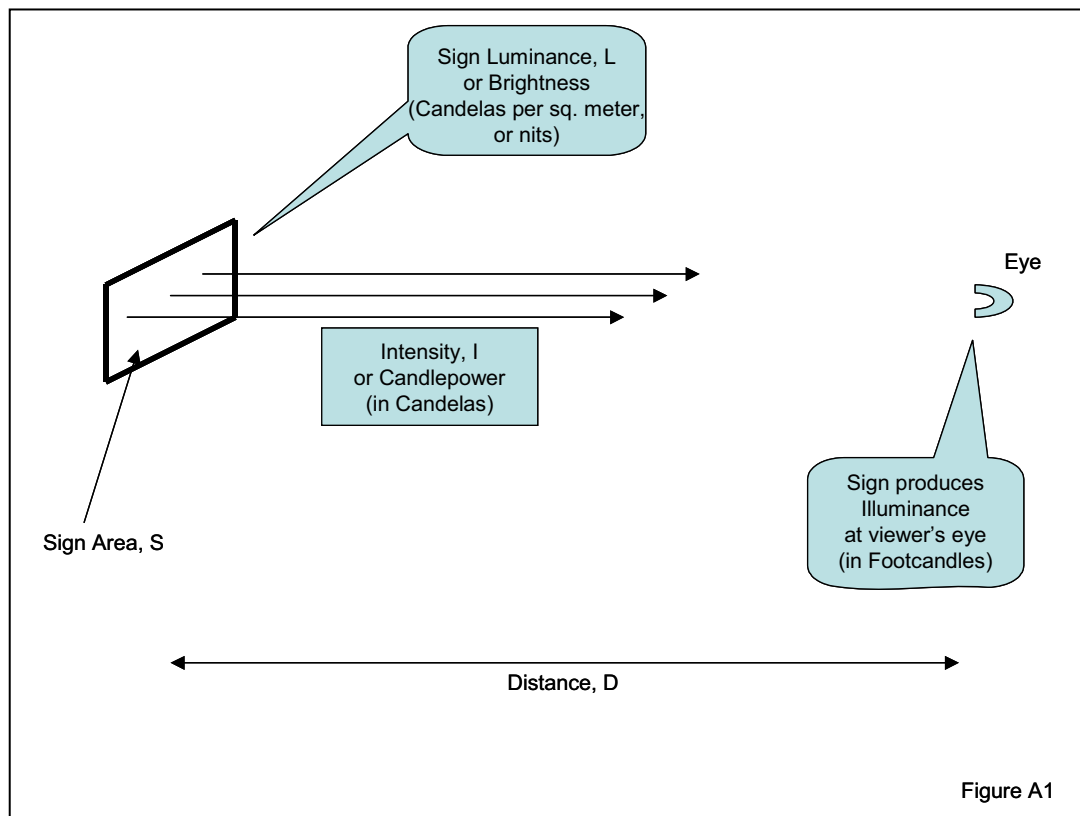 Sign Luminance, L
or Brightness
(Candelas per sq. meter,
or nits)
Eye
Intensity, I
or Candlepower
(in Candelas)
Sign produces
Illuminance
at viewer’s eye
(in Footcandles)
Sign Area, S
Distance, D
Figure A1